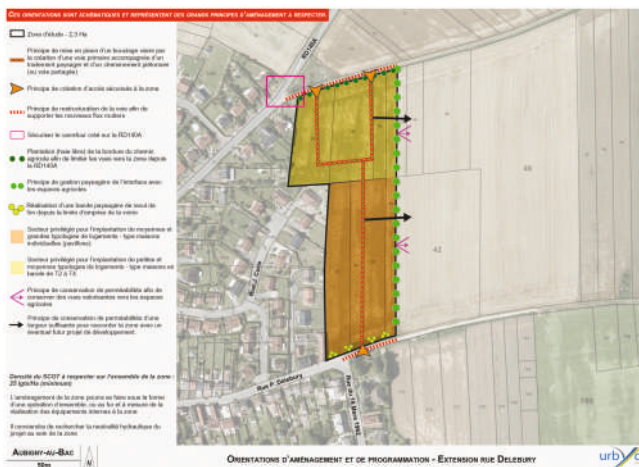 CES ORIENTATIONS SONT SCHÉMATIQUES ET REPRÉSENTENT DES GRANDS PRINCIPES D'AMÉNAGEMENT À RESPECTER.
Zone d'étude - 2,5 Ha
Principe de mise en place d'un bouclage viaire par
la création d'une voie primaire accompagnée d'un
traitement paysager et d'un cheminement piétonnier
(ou voie partagée)
Principe de création d'accès sécurisés à la zone
Principe de restructuration de la voie afin de
supporter les nouveaux flux routiers
Sécuriser le carrefour créé sur la RD140A
Plantation (haie libre) de la bordure du chemin
agricole afin de limiter les vues vers la zone depuis
la RD140A
Principe de gestion paysagère de l'interface avec
les espaces agricoles
Réalisation d'une bande paysagère de recul de
depuis la limite d'emprise de la voirie
Secteur privilégié pour l'implantation de moyennes et
grandes typologies de logements - type maisons
individuelles (pavillons)
Secteur privilégié pour l'implantation de petites et
moyennes typologies de logements - type maisons en
bande de T2 à
Principe de conservation de perméabilités afin de
conserver des vues valorisantes vers les espaces
agricoles
Principe de conservation de perméabilités d'une
largeur suffisante pour raccorder la zone avec un
éventuel futur projet de développement.
Densité du SCOT à respecter sur l'ensemble de la zone :
25 lgts/Ha (minimum)
L'aménagement de la zone pourra se faire sous la forme
d'une opération d'ensemble, ou au fur et à mesure de la
réalisation des équipements internes à la zone
Il conviendra de rechercher la neutralité hydraulique du
projet au sein de la zone
RD140A
Rue P. Delebury
42
AUBIGNY-AU-BAC
50m
N
ORIENTATIONS D'AMÉNAGEMENT ET DE PROGRAMMATION - EXTENSION RUE DELEBURY